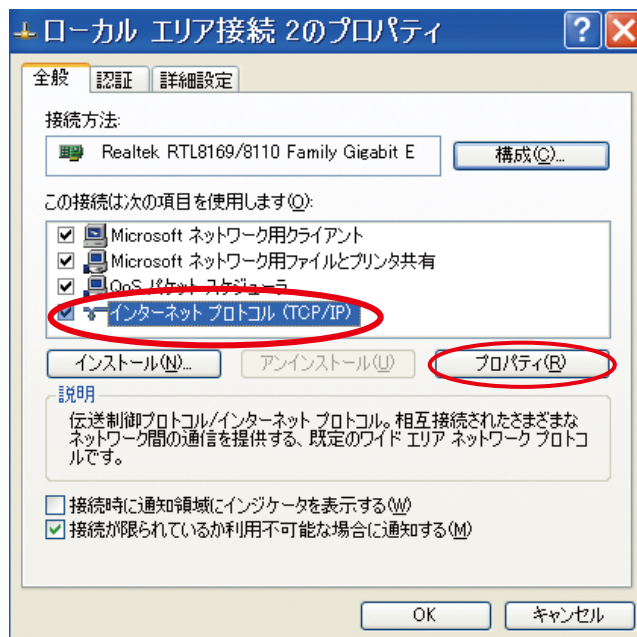 ローカル エリア接続 2のプロパティ
全般 認証 詳細設定
接続方法:
Realtek RTL8169/8110 Family Gigabit E
構成(C)...
この接続は次の項目を使用します(O):
Microsoft ネットワーク用クライアント
Microsoft ネットワーク用ファイルとプリンタ共有
QoS パケット スケジューラ
インターネット プロトコル (TCP/IP)
インストール(N)... アンインストール(U) プロパティ(R)
説明
伝送制御プロトコル/インターネット プロトコル。相互接続されたさまざまな
ネットワーク間の通信を提供する、既定のワイド エリア ネットワーク プロトコ
ルです。
接続時に通知領域にインジケータを表示する(W)
接続が限られているか利用不可能な場合に通知する(M)
OK キャンセル